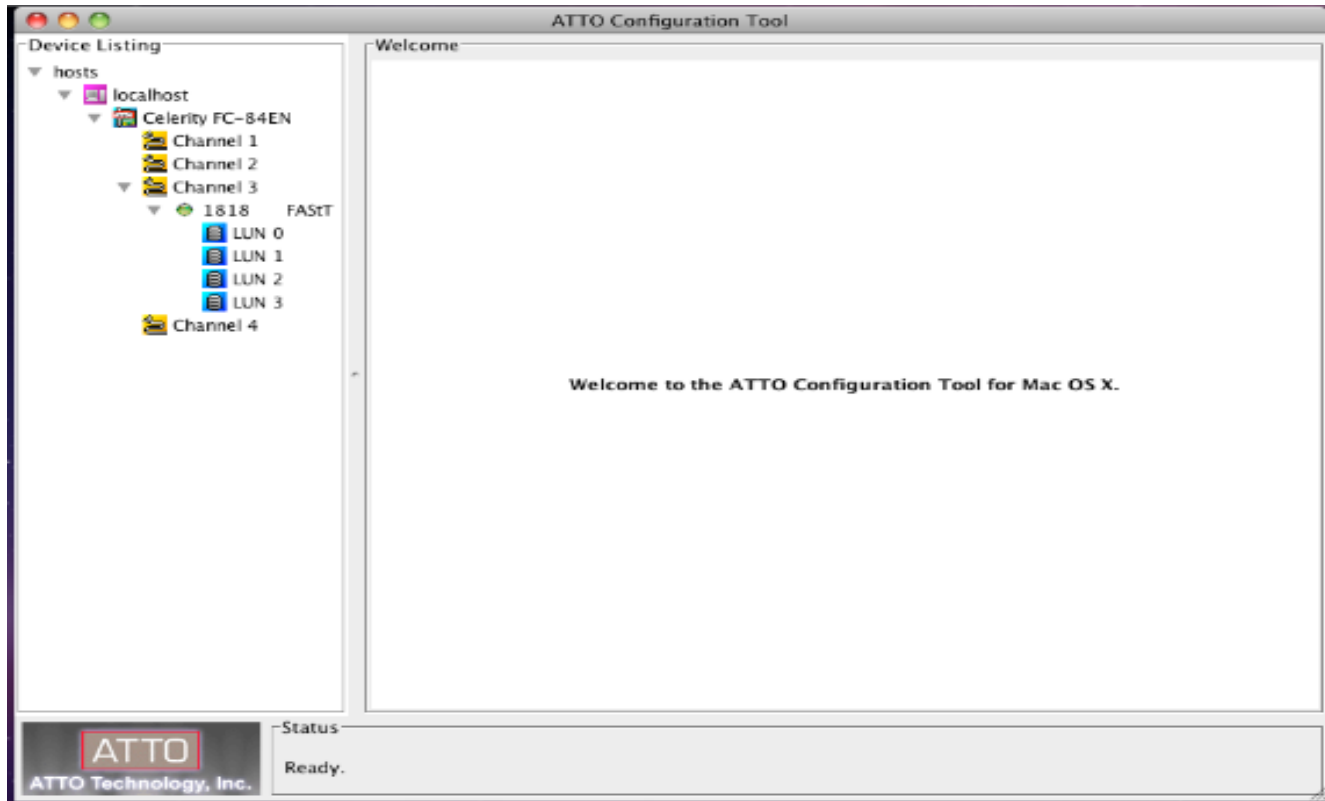 ATTO Configuration Tool
Device Listing
hosts
localhost
Celerity FC-84EN
Channel 1
Channel 2
Channel 3
1818 FAStT
LUN 0
LUN 1
LUN 2
LUN 3
Channel 4
Welcome
Welcome to the ATTO Configuration Tool for Mac OS X.
ATTO
ATTO Technology, Inc.
Status
Ready.